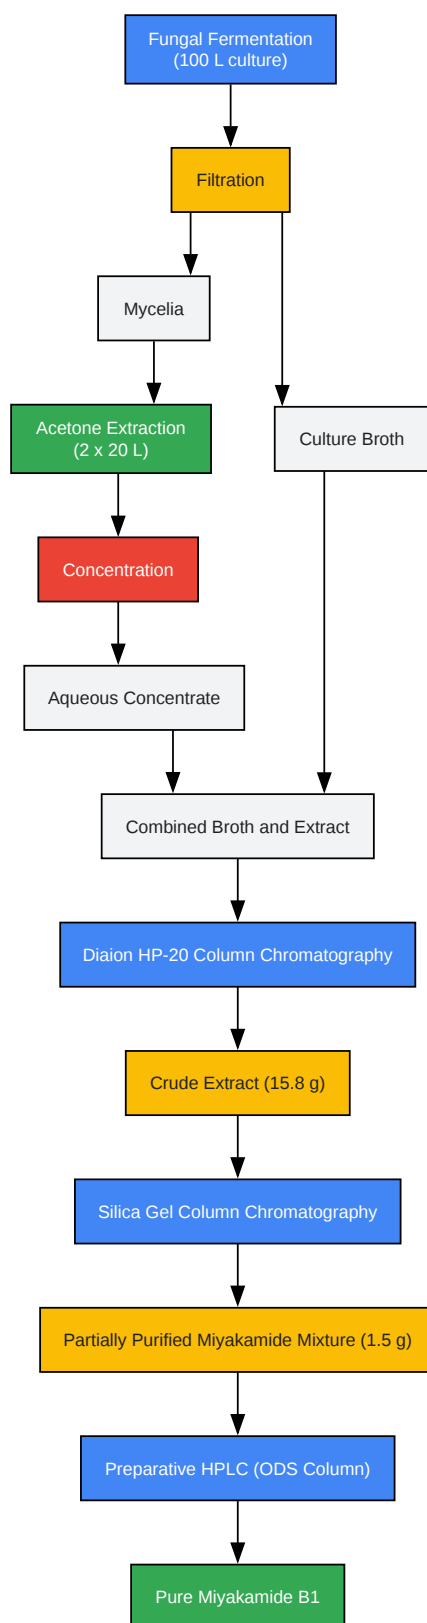 Fungal Fermentation
(100 L culture)
Filtration
Mycelia
Acetone Extraction
(2 x 20 L)
Culture Broth
Concentration
Aqueous Concentrate
Combined Broth and Extract
Diaion HP-20 Column Chromatography
Crude Extract (15.8 g)
Silica Gel Column Chromatography
Partially Purified Miyakamide Mixture (1.5 g)
Preparative HPLC (ODS Column)
Pure Miyakamide B1